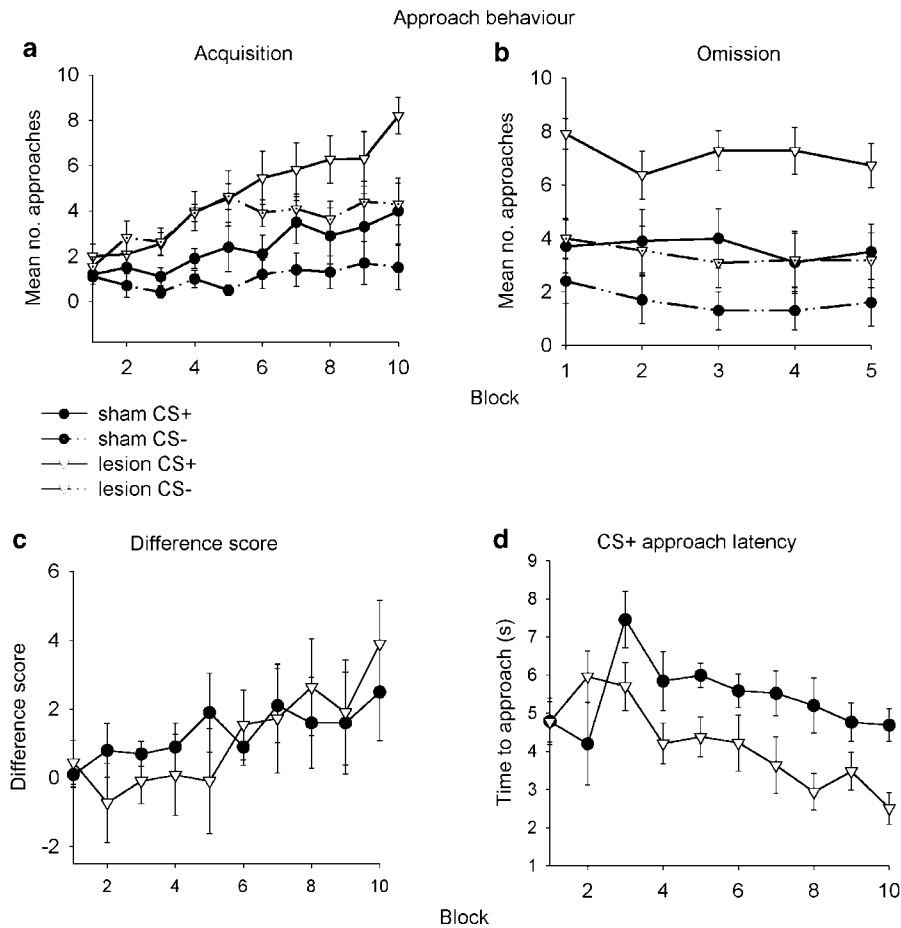 Approach behaviour
a
Acquisition
Mean no. approaches
10
8
6
4
2
0
2 4 6 8 10
b
Omission
Mean no. approaches
10
8
6
4
2
0
1 2 3 4 5
Block
sham CS+
sham CS-
lesion CS+
lesion CS-
c
Difference score
Difference score
6
4
2
0
-2
2 4 6 8 10
d
CS+ approach latency
Time to approach (s)
9
8
7
6
5
4
3
2
1
2 4 6 8 10
Block